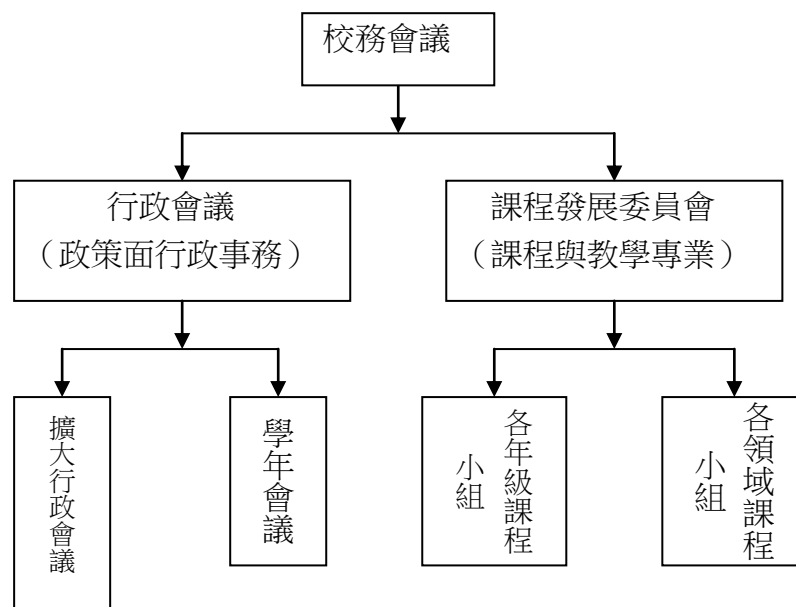 校務會議
行政會議
（政策面行政事務）
課程發展委員會
（課程與教學專業）
擴大行政會議
學年會議
各年級課程
小組
各領域課程
小組